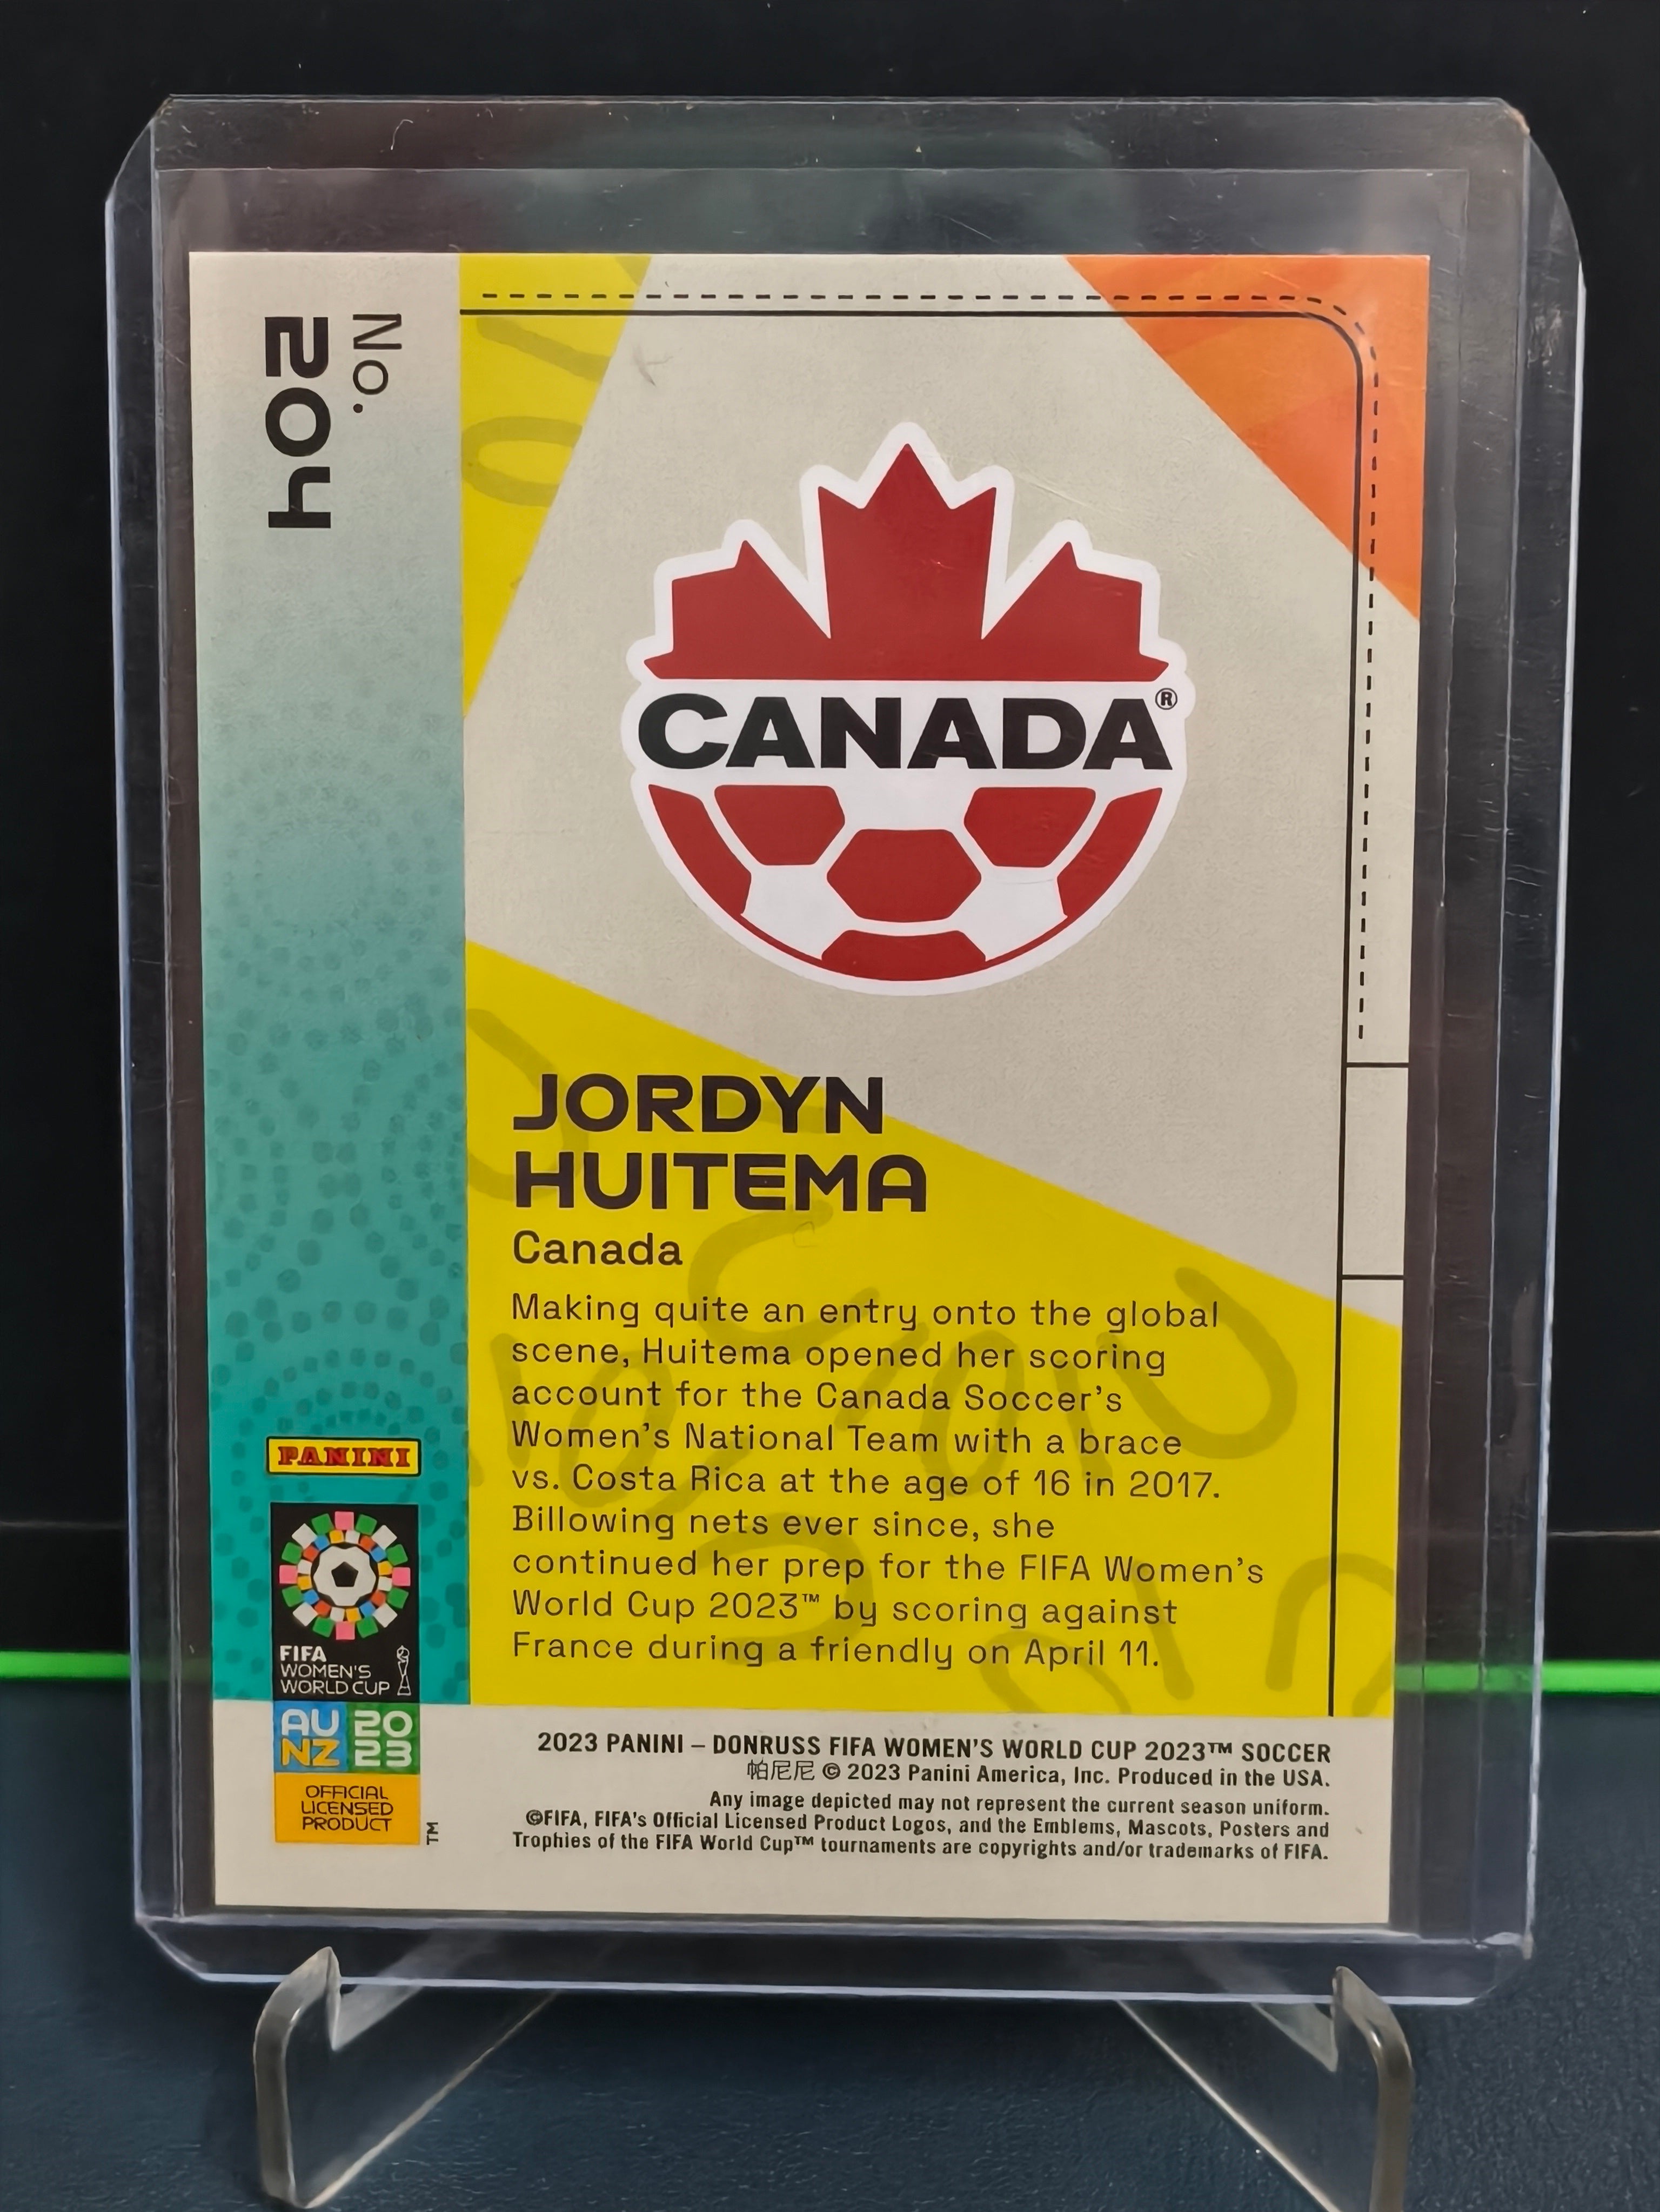 No.
204
CANADA®
JORDYN
HUITEMA
Canada
Making quite an entry onto the global
scene, Huitema opened her scoring
account for the Canada Soccer's
Women's National Team with a brace
vs. Costa Rica at the age of 16 in 2017.
Billowing nets ever since, she
continued her prep for the FIFA Women's
World Cup 2023™ by scoring against
France during a friendly on April 11.
PANINI
FIFA
WOMEN'S
WORLD CUP
AU 20
NZ 23
OFFICIAL
LICENSED
PRODUCT
TM
2023 PANINI – DONRUSS FIFA WOMEN'S WORLD CUP 2023™ SOCCER
帕尼尼 © 2023 Panini America, Inc. Produced in the USA.
Any image depicted may not represent the current season uniform.
©FIFA, FIFA's Official Licensed Product Logos, and the Emblems, Mascots, Posters and
Trophies of the FIFA World Cup™ tournaments are copyrights and/or trademarks of FIFA.